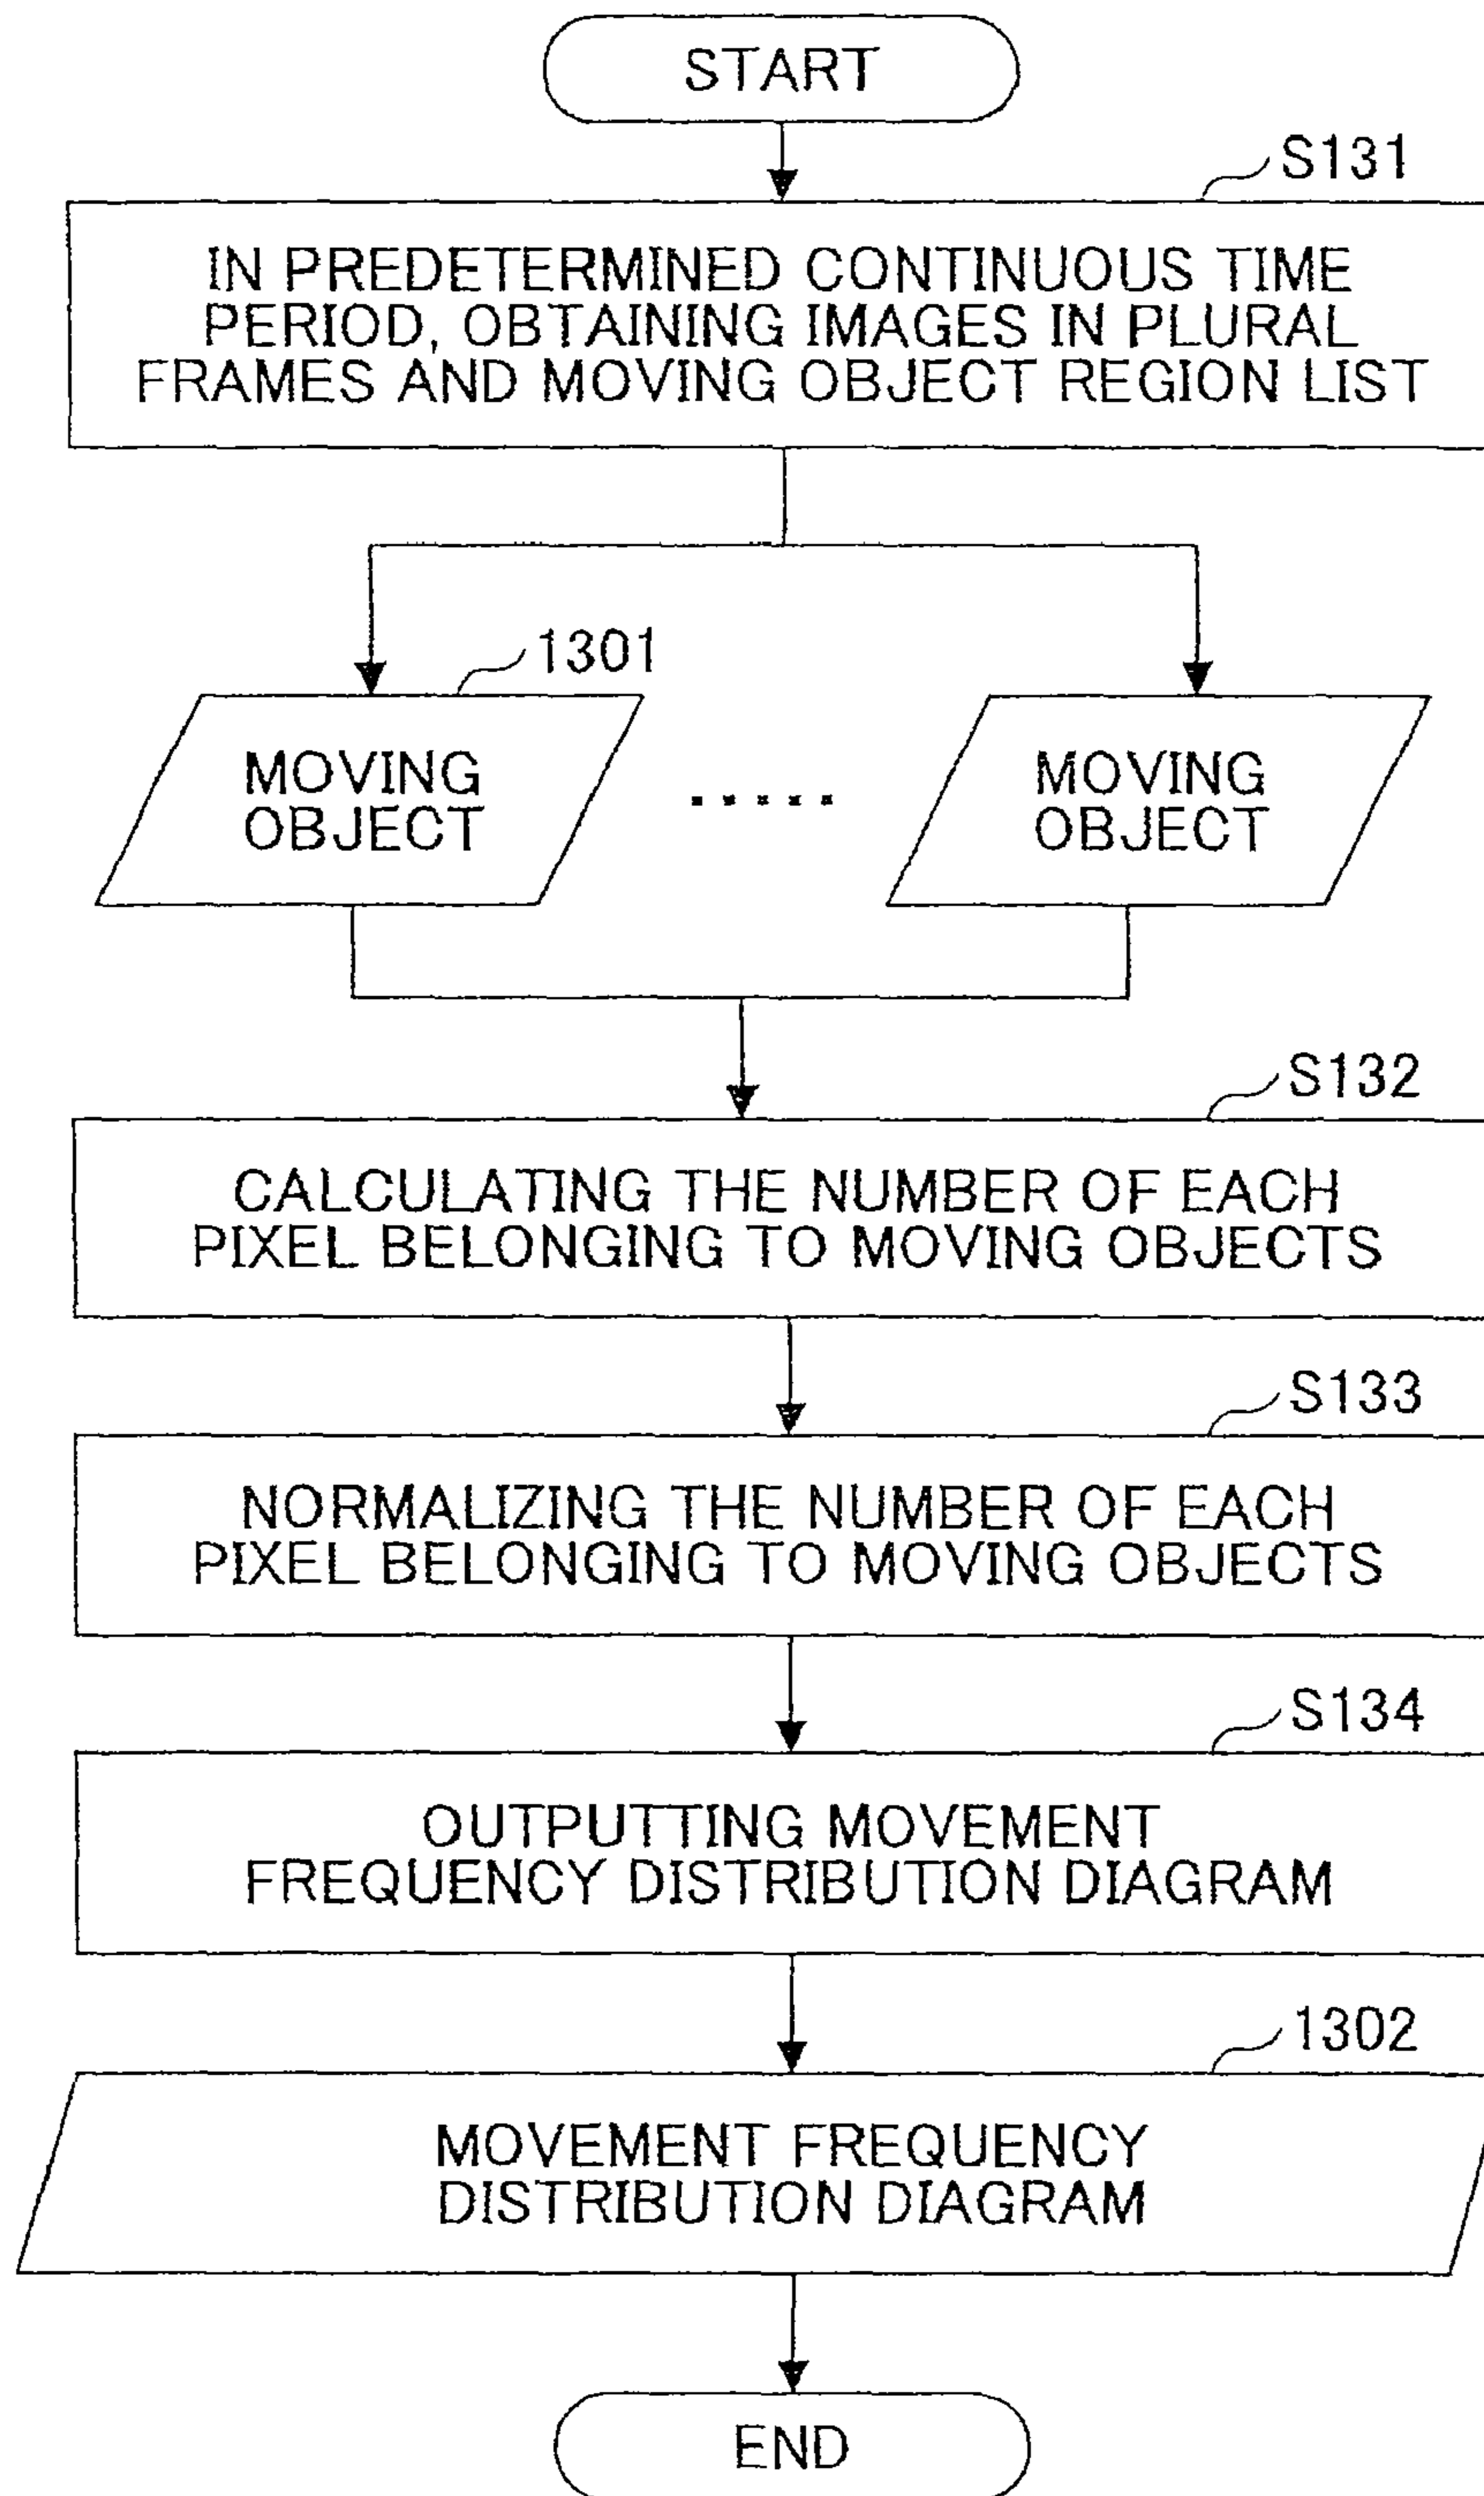 START
S131
IN PREDETERMINED CONTINUOUS TIME
PERIOD, OBTAINING IMAGES IN PLURAL
FRAMES AND MOVING OBJECT REGION LIST
1301
MOVING
OBJECT
.....
MOVING
OBJECT
S132
CALCULATING THE NUMBER OF EACH
PIXEL BELONGING TO MOVING OBJECTS
S133
NORMALIZING THE NUMBER OF EACH
PIXEL BELONGING TO MOVING OBJECTS
S134
OUTPUTTING MOVEMENT
FREQUENCY DISTRIBUTION DIAGRAM
1302
MOVEMENT FREQUENCY
DISTRIBUTION DIAGRAM
END